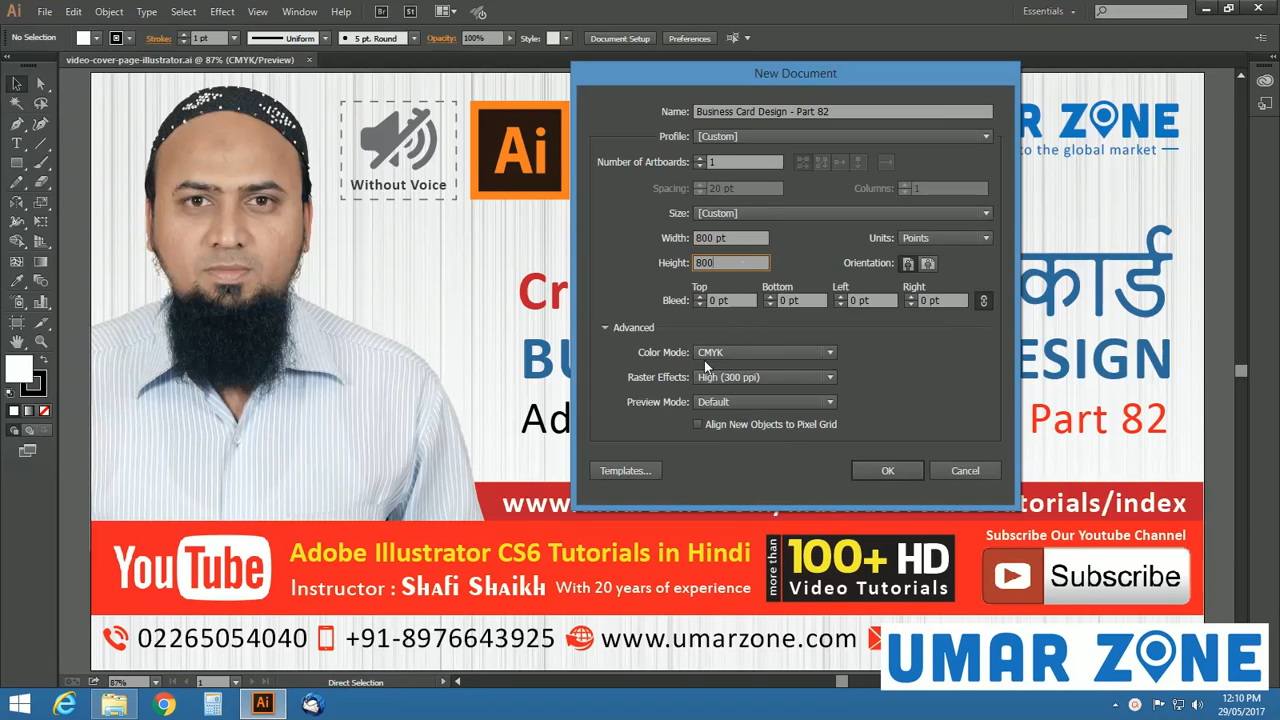 Ai File Edit Object Type Select Effect View Window Help Br St Essentials
No Selection Stroke: 1 pt Uniform 5 pt. Round Opacity: 100% Style: Document Setup Preferences
video-cover-page-illustrator.ai @ 87% (CMYK/Preview)
New Document
Name: Business Card Design - Part 82
Profile: [Custom]
Number of Artboards: 1
Spacing: 20 pt Columns: 1
Size: [Custom]
Width: 800 pt Units: Points
Height: 800 Orientation:
Top Bottom Left Right
Bleed: 0 pt 0 pt 0 pt 0 pt
Advanced
Color Mode: CMYK
Raster Effects: High (300 ppi)
Preview Mode: Default
Align New Objects to Pixel Grid
Templates... OK Cancel
Without Voice
Ai
R ZONE
to the global market
Cr
कार्ड
BU
ESIGN
Ad
Part 82
www.
torials/index
YouTube
Adobe Illustrator CS6 Tutorials in Hindi
Instructor : Shafi Shaikh With 20 years of experience
more than
100+ HD
Video Tutorials
Subscribe Our Youtube Channel
Subscribe
02265054040 +91-8976643925 www.umarzone.com
UMAR ZONE
87% 1 Direct Selection
Ai
12:10 PM
29/05/2017